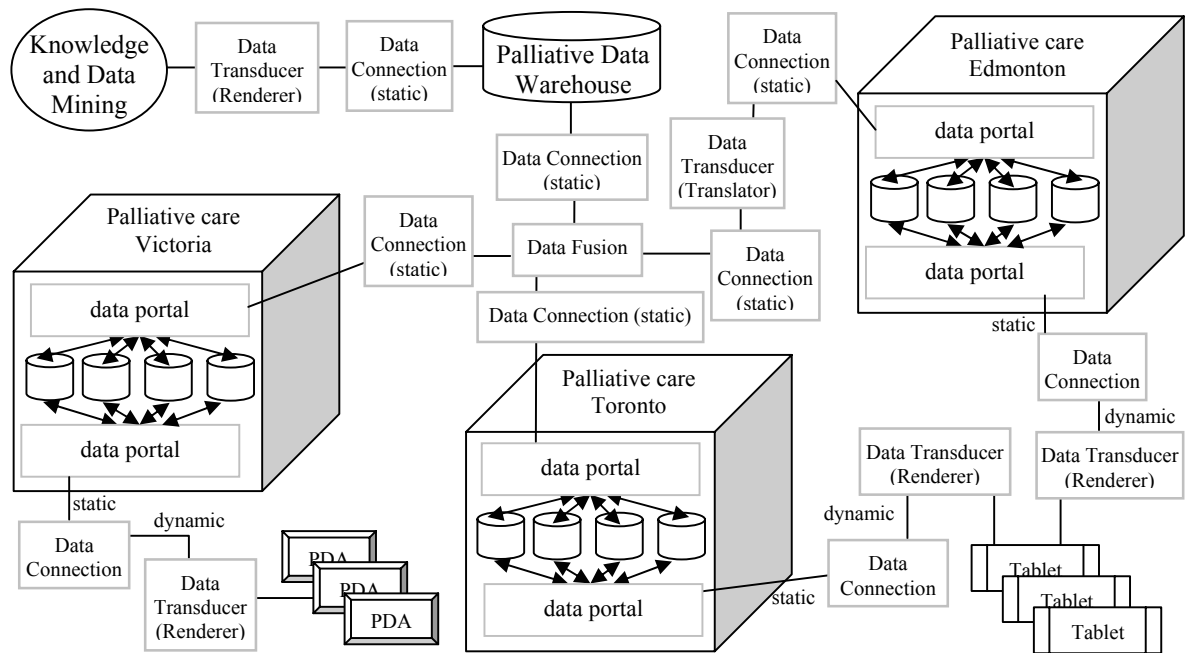 Knowledge
and Data
Mining
Data
Transducer
(Renderer)
Data
Connection
(static)
Palliative Data
Warehouse
Data
Connection
(static)
Palliative care
Edmonton
data portal
data portal
Data Connection
(static)
Data
Transducer
(Translator)
Palliative care
Victoria
data portal
data portal
Data
Connection
(static)
Data Fusion
Data
Connection
(static)
Data Connection (static)
Palliative care
Toronto
data portal
data portal
static
Data
Connection
dynamic
Data Transducer
(Renderer)
Data Transducer
(Renderer)
dynamic
Data
Connection
static
static
Data
Connection
dynamic
Data
Transducer
(Renderer)
PDA
PDA
PDA
Tablet
Tablet
Tablet